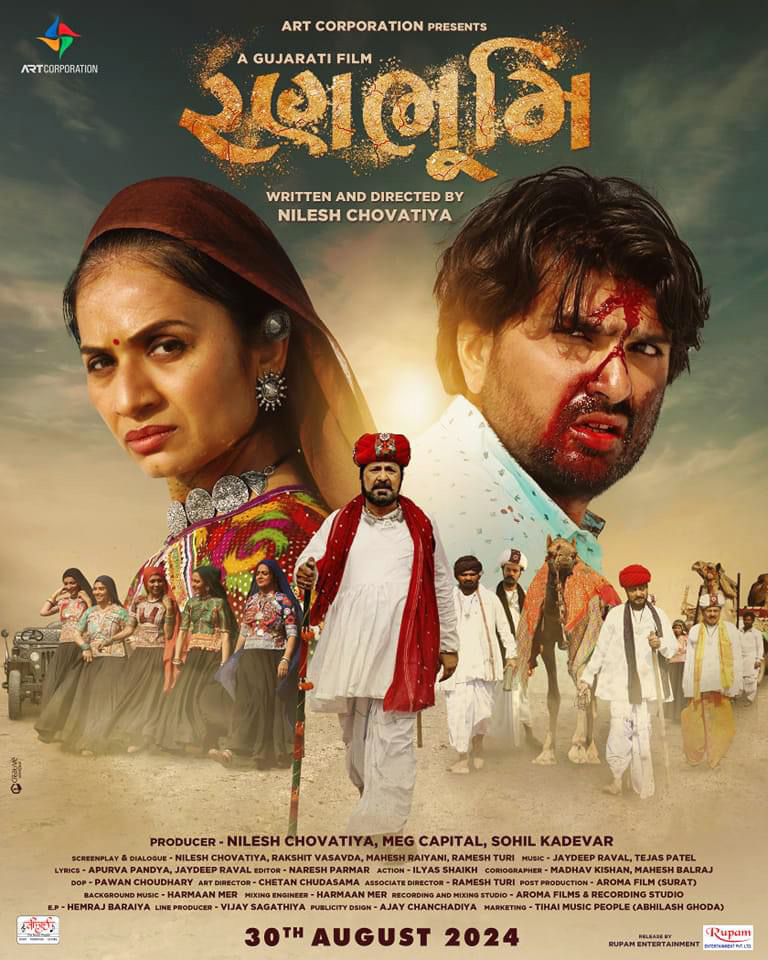 ART CORPORATION PRESENTS
ARTCORPORATION
A GUJARATI FILM
રણભૂમિ
WRITTEN AND DIRECTED BY
NILESH CHOVATIYA
PRODUCER - NILESH CHOVATIYA, MEG CAPITAL, SOHIL KADEVAR
SCREENPLAY & DIALOGUE - NILESH CHOVATIYA, RAKSHIT VASAVDA, MAHESH RAIYANI, RAMESH TURI MUSIC - JAYDEEP RAVAL, TEJAS PATEL
LYRICS - APURVA PANDYA, JAYDEEP RAVAL EDITOR - NARESH PARMAR ACTION - ILYAS SHAIKH CORIOGRAPHER - MADHAV KISHAN, MAHESH BALRAJ
DOP - PAWAN CHOUDHARY ART DIRECTOR - CHETAN CHUDASAMA ASSOCIATE DIRECTOR - RAMESH TURI POST PRODUCTION - AROMA FILM (SURAT)
BACKGROUND MUSIC - HARMAAN MER MIXING ENGINEER - HARMAAN MER RECORDING AND MIXING STUDIO - AROMA FILMS & RECORDING STUDIO
E.P - HEMRAJ BARAIYA LINE PRODUCER - VIJAY SAGATHIYA PUBLICITY DSIGN - AJAY CHANCHADIYA MARKETING - TIHAI MUSIC PEOPLE (ABHILASH GHODA)
30TH AUGUST 2024
RELEASE BY
RUPAM ENTERTAINMENT
Rupam
ENTERTAINMENT PVT. LTD.